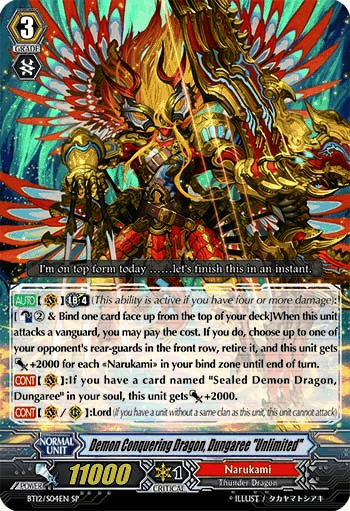 3
GRADE
I'm on top form today ……let's finish this in an instant.
AUTO [ ]LB4 (This ability is active if you have four or more damage):
[ ② & Bind one card face up from the top of your deck]When this unit
attacks a vanguard, you may pay the cost. If you do, choose up to one of
your opponent's rear-guards in the front row, retire it, and this unit gets
+2000 for each «Narukami» in your bind zone until end of turn.
CONT [ ]:If you have a card named "Sealed Demon Dragon,
Dungaree" in your soul, this unit gets +2000.
CONT [ / ]:Lord (If you have a unit without a same clan as this unit, this unit cannot attack)
NORMAL
UNIT
Demon Conquering Dragon, Dungaree "Unlimited"
POWER
11000
1
CRITICAL
Narukami
Thunder Dragon
BT12/S04EN SP
ILLUST / タカヤマトシアキ